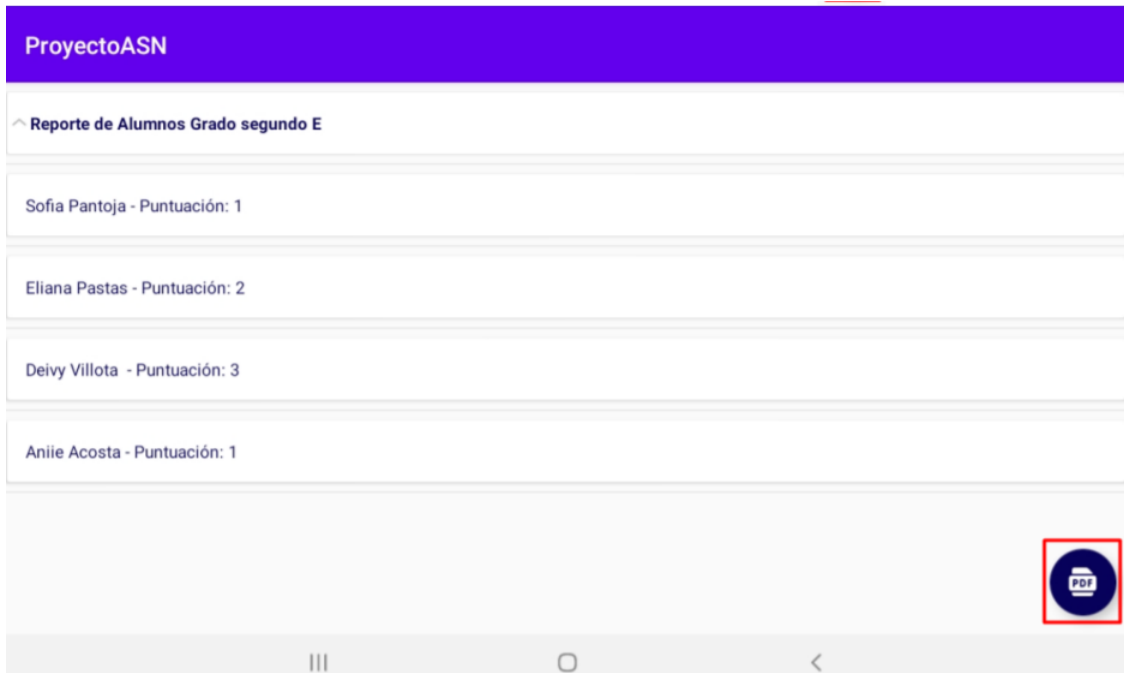 ProyectoASN
Reporte de Alumnos Grado segundo E
Sofia Pantoja - Puntuación: 1
Eliana Pastas - Puntuación: 2
Deivy Villota - Puntuación: 3
Aniie Acosta - Puntuación: 1
PDF